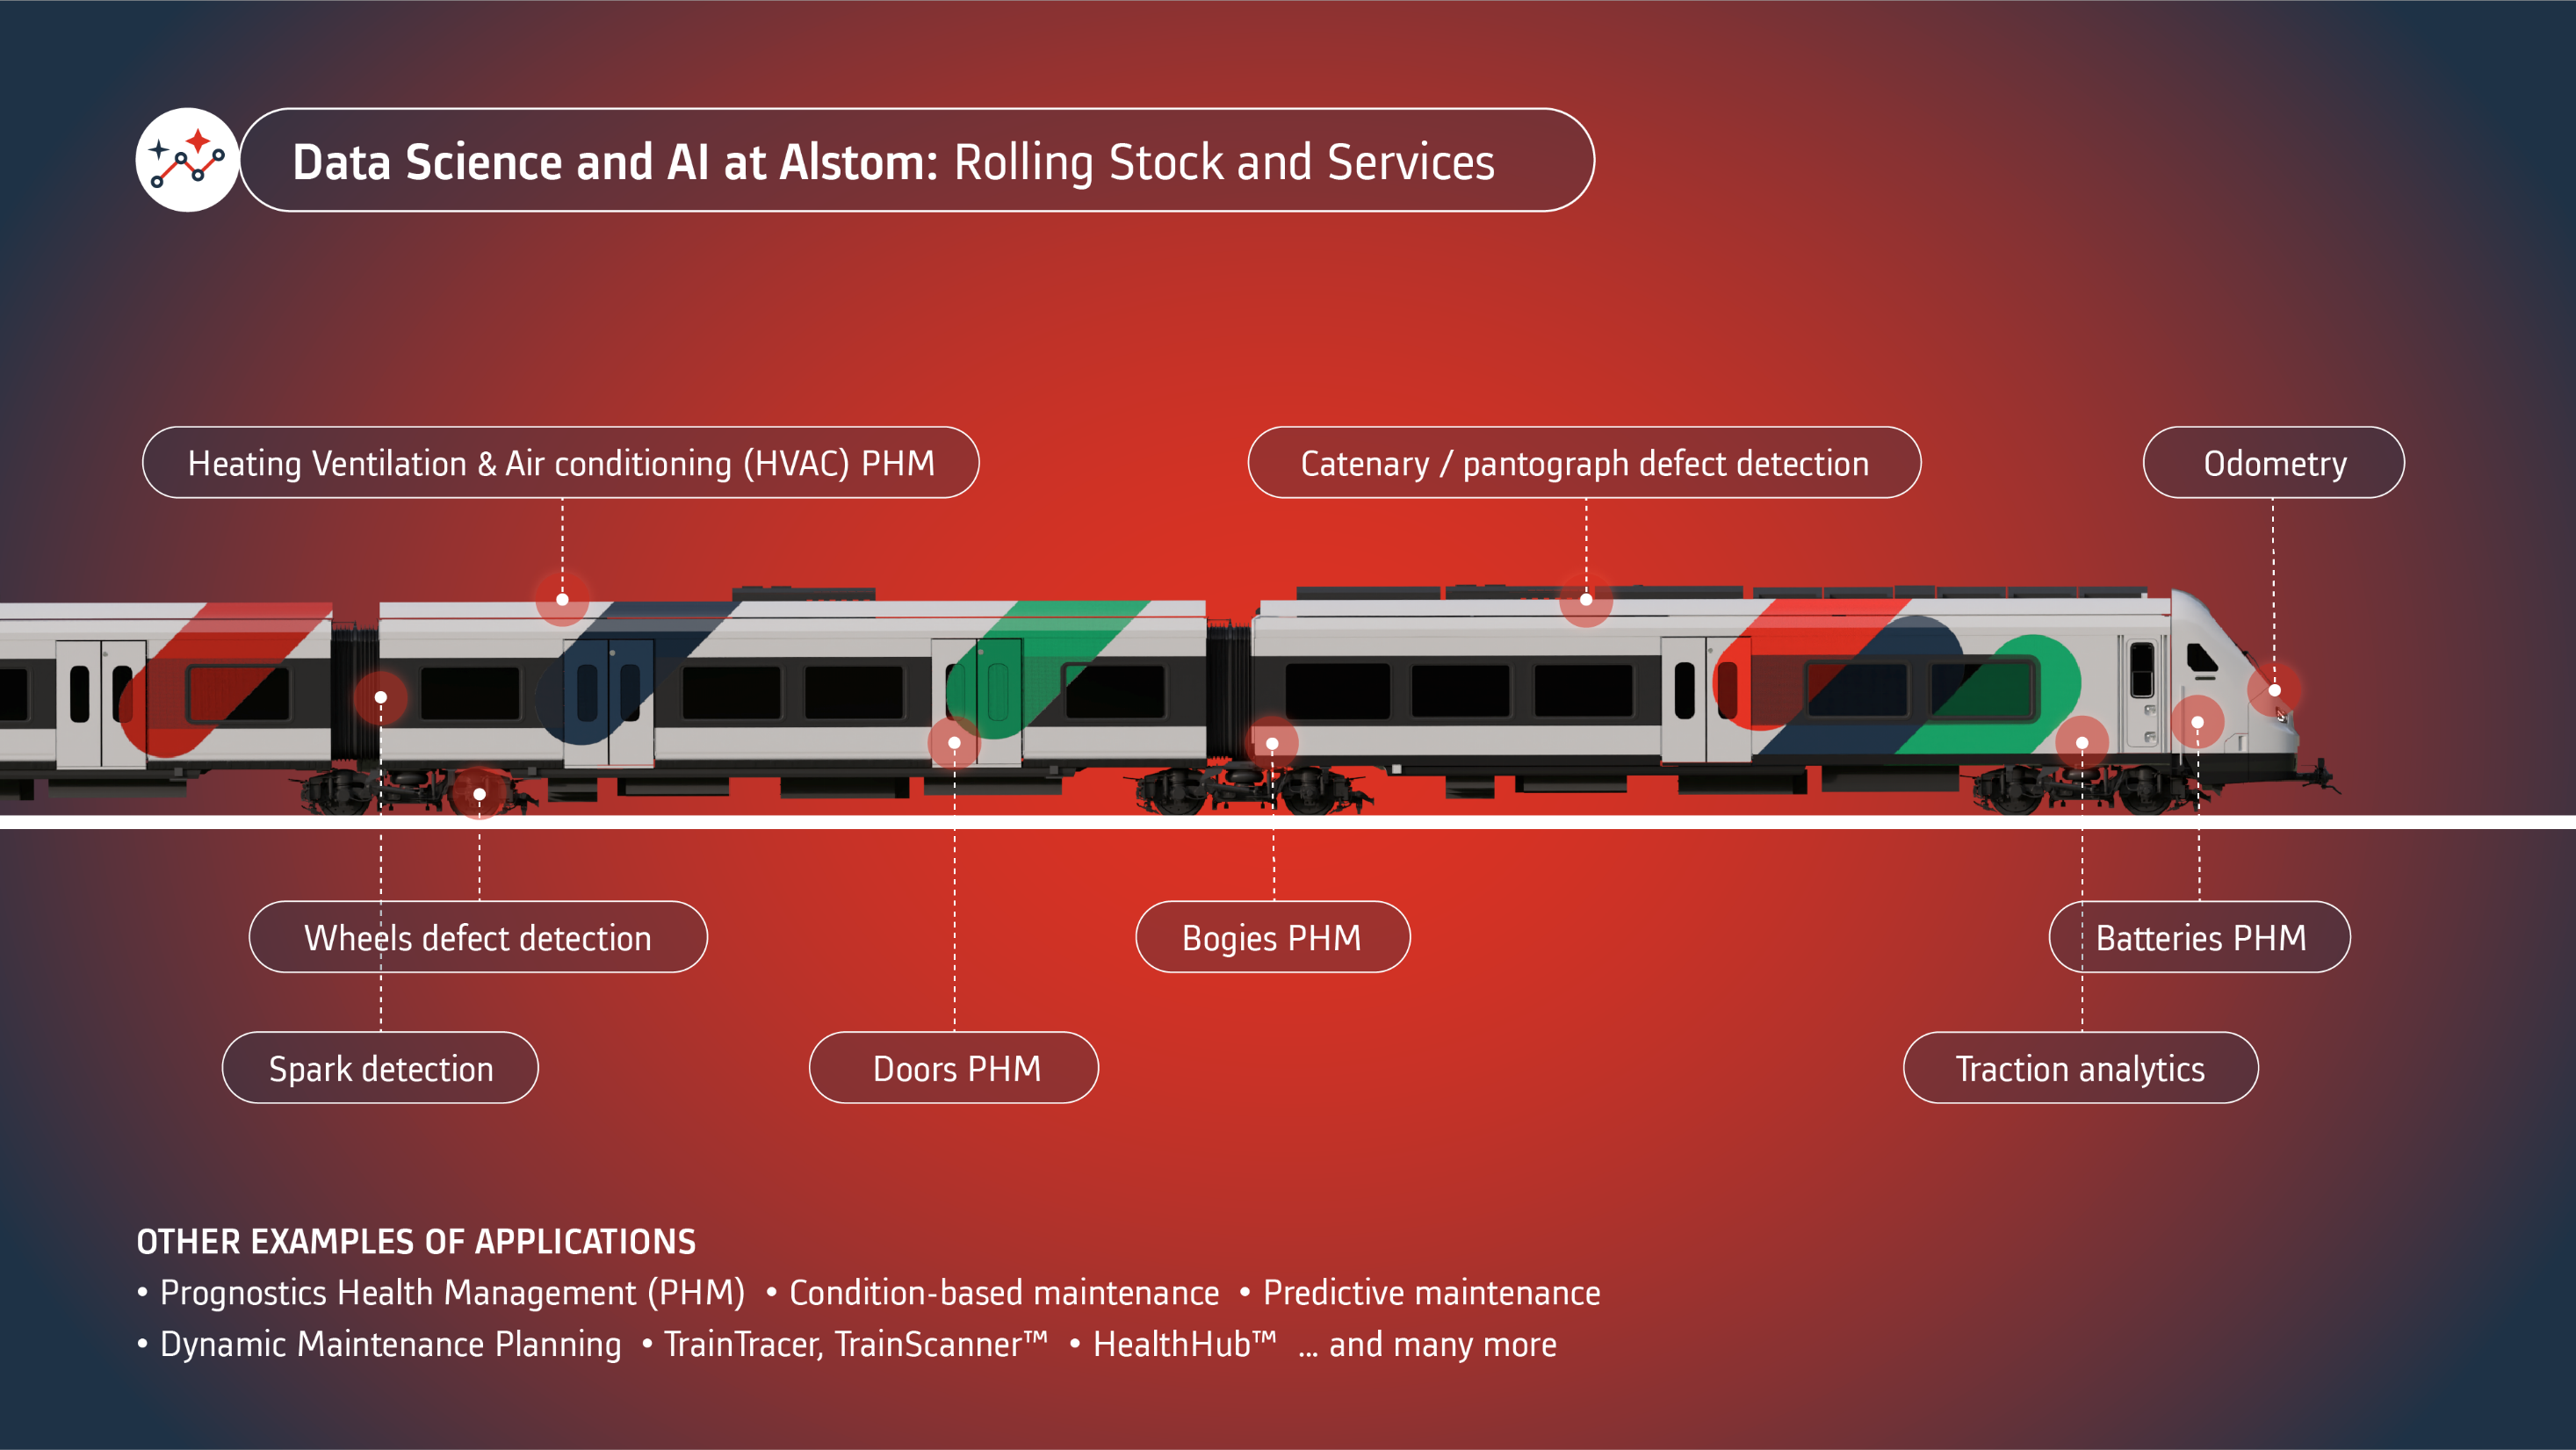 Data Science and AI at Alstom: Rolling Stock and Services
Heating Ventilation & Air conditioning (HVAC) PHM
Catenary / pantograph defect detection
Odometry
Wheels defect detection
Bogies PHM
Batteries PHM
Spark detection
Doors PHM
Traction analytics
OTHER EXAMPLES OF APPLICATIONS
• Prognostics Health Management (PHM) • Condition-based maintenance • Predictive maintenance
• Dynamic Maintenance Planning • TrainTracer, TrainScanner™ • HealthHub™ ... and many more